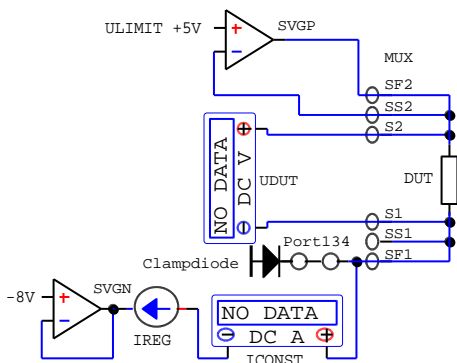 ULIMIT +5V
SVGP
MUX
SF2
SS2
S2
NO DATA
DC V
UDUT
DUT
S1
SS1
SF1
Port134
Clampdiode
-8V
SVGN
IREG
NO DATA
DC A
ICONST